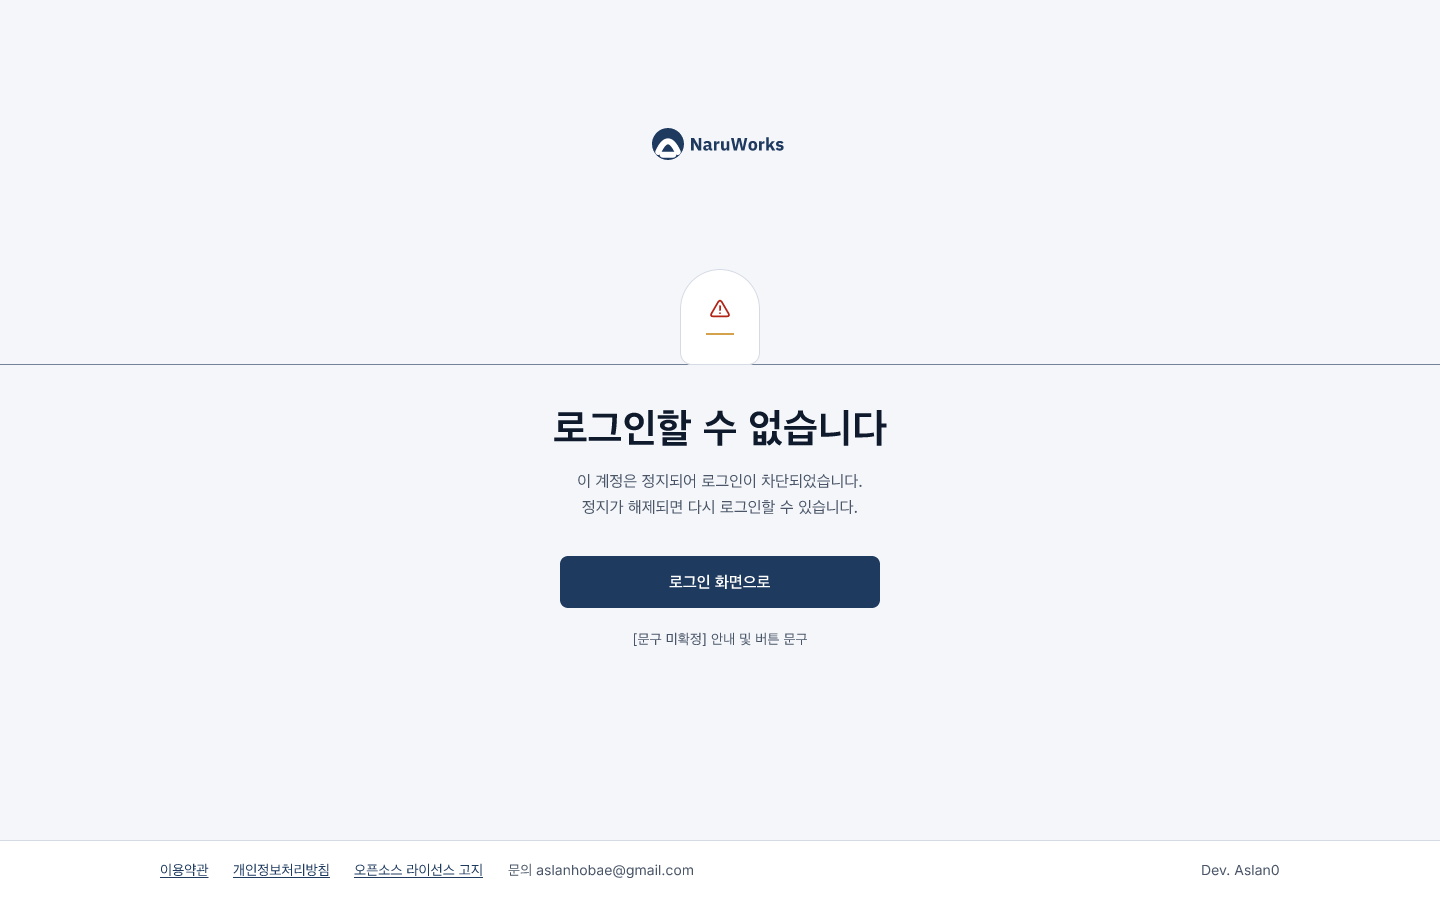 NaruWorks
로그인할 수 없습니다
이 계정은 정지되어 로그인이 차단되었습니다.
정지가 해제되면 다시 로그인할 수 있습니다.
로그인 화면으로
[문구 미확정] 안내 및 버튼 문구
이용약관 개인정보처리방침 오픈소스 라이선스 고지 문의 aslanhobae@gmail.com Dev. Aslan0